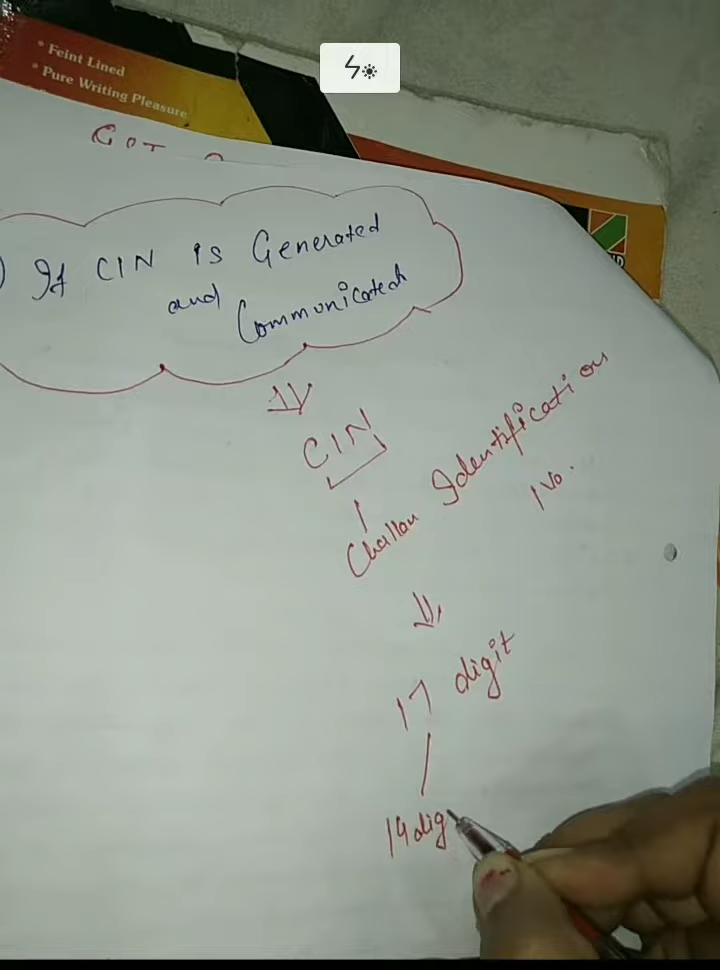 * Feint Lined
* Pure Writing Pleasure
) If CIN is Generated
and Communicated
CIN
Challan Identification
No.
17 digit
14 dig